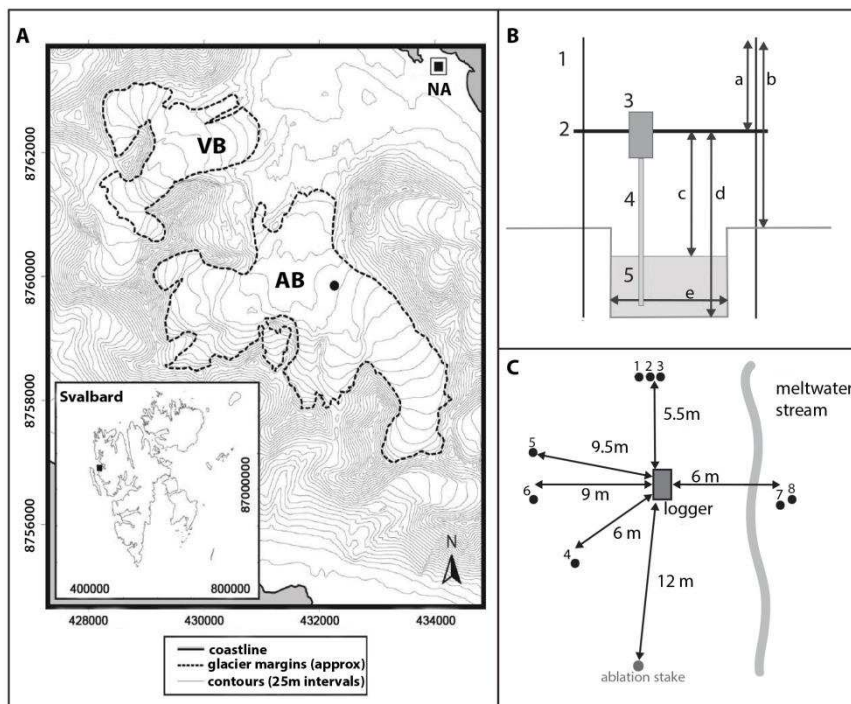 A
NA
VB
AB
8762000
8760000
8758000
8756000
Svalbard
8700000
400000
800000
N
428000
430000
432000
434000
coastline
glacier margins (approx)
contours (25m intervals)
B
1
a
b
3
2
c
d
4
5
e
C
1 2 3
meltwater
stream
5.5m
5
9.5m
6 m
6
9 m
7
8
logger
4
6 m
12 m
ablation stake